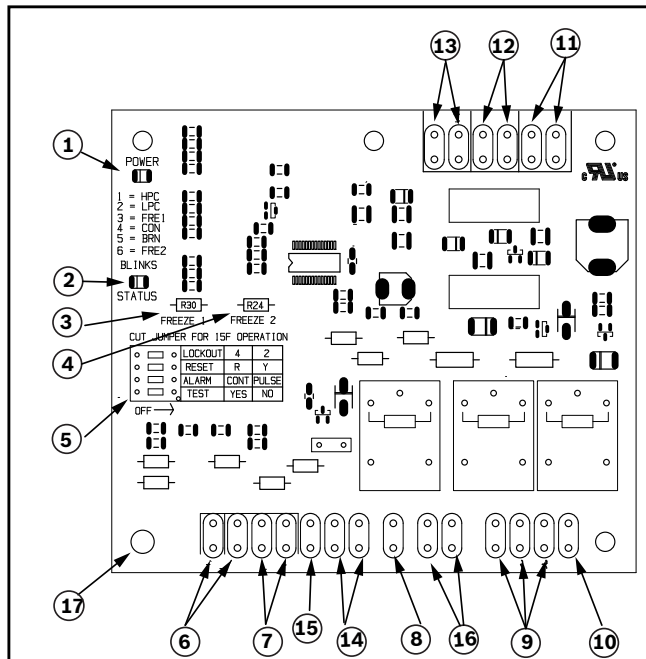 13 12 11
1
POWER
c RU US
1 = HPC
2 = LPC
3 = FRE1
4 = CON
5 = BRN
6 = FRE2
BLINKS
2
STATUS
R30 R24
3 FREEZE 1 FREEZE 2
4
CUT JUMPER FOR 15F OPERATION
LOCKOUT 4 2
RESET R Y
ALARM CONT PULSE
TEST YES NO
5
OFF
17
6 7 15 14 8 16 9 10